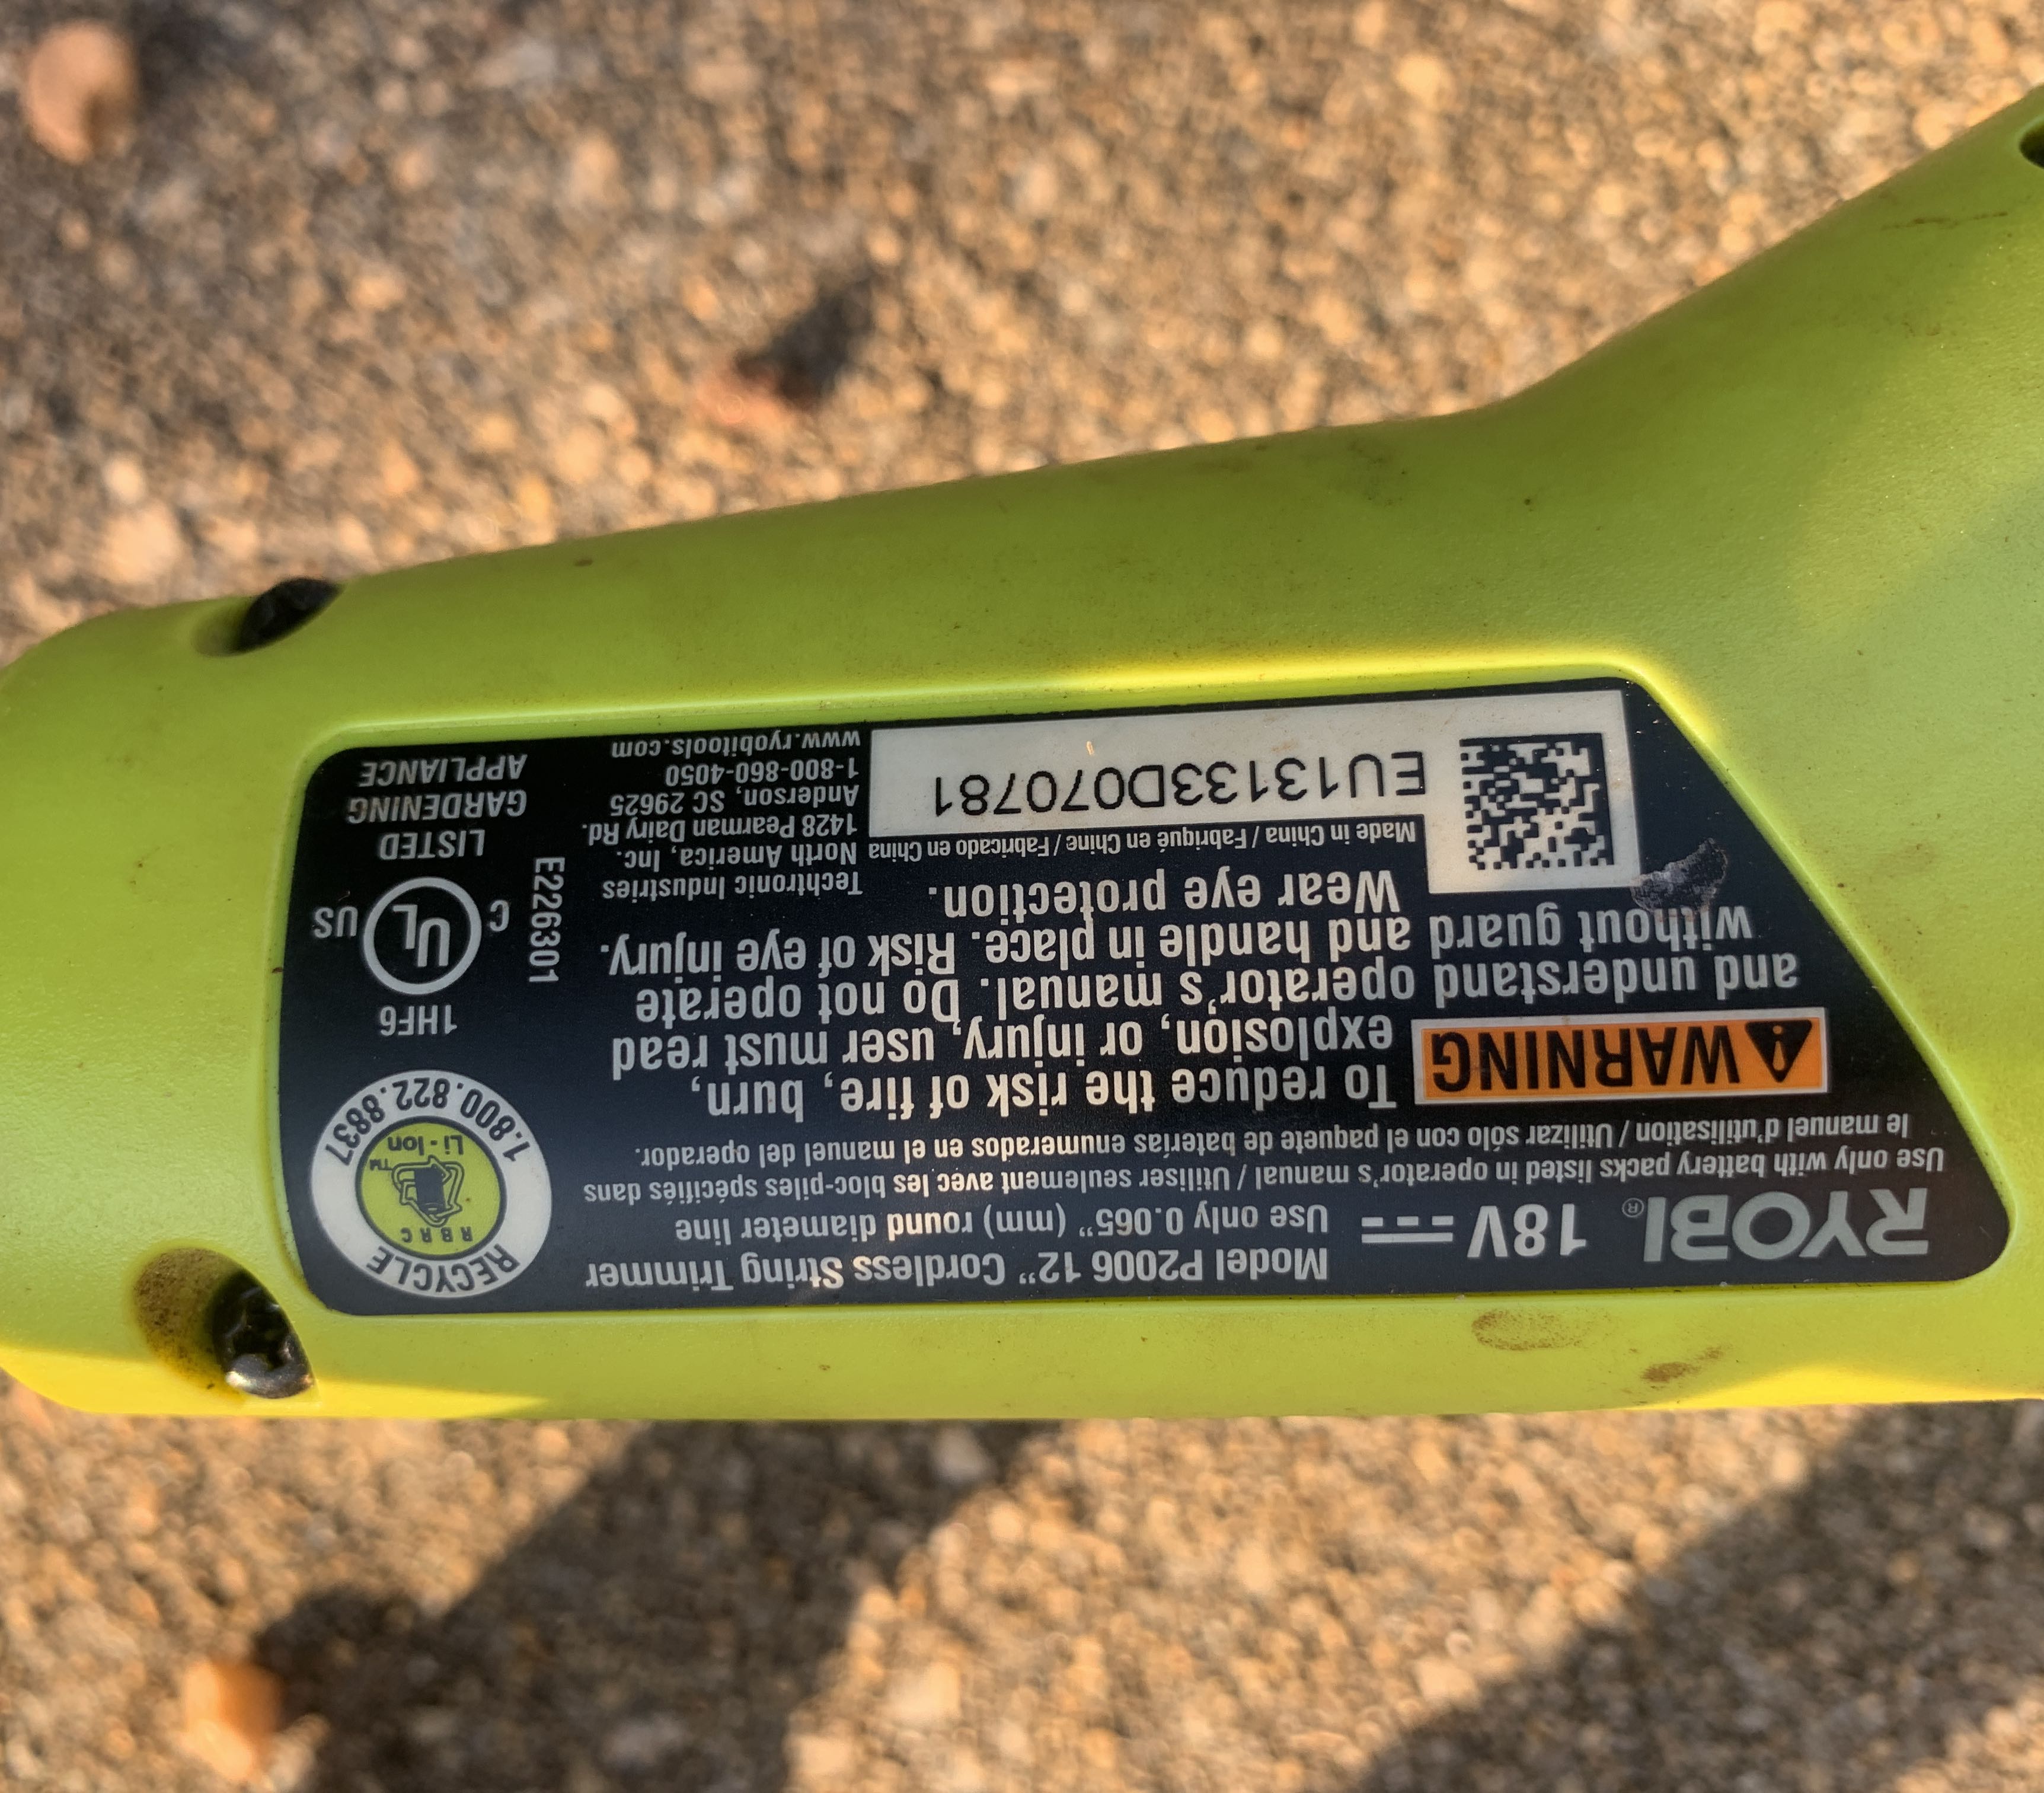 RYOBI® 18V
Model P2006 12" Cordless String Trimmer
Use only 0.065" (mm) round diameter line
Use only with battery packs listed in operator's manual / Utiliser seulement avec les bloc-piles spécifiés dans
le manuel d'utilisation / Utilizar sólo con el paquete de baterías enumerados en el manuel del operador.
WARNING
To reduce the risk of fire, burn,
explosion, or injury, user must read
and understand operator's manual. Do not operate
without guard and handle in place. Risk of eye injury.
Wear eye protection.
Made in China / Fabriqué en Chine / Fabricado en China
EU13133D070781
Techtronic Industries
North America, Inc.
1428 Pearman Dairy Rd.
Anderson, SC 29625
1-800-860-4050
www.ryobitools.com
RECYCLE
RBRC
TM
Li-Ion
1.800.822.8837
1HF6
C UL US
E226301
LISTED
GARDENING
APPLIANCE